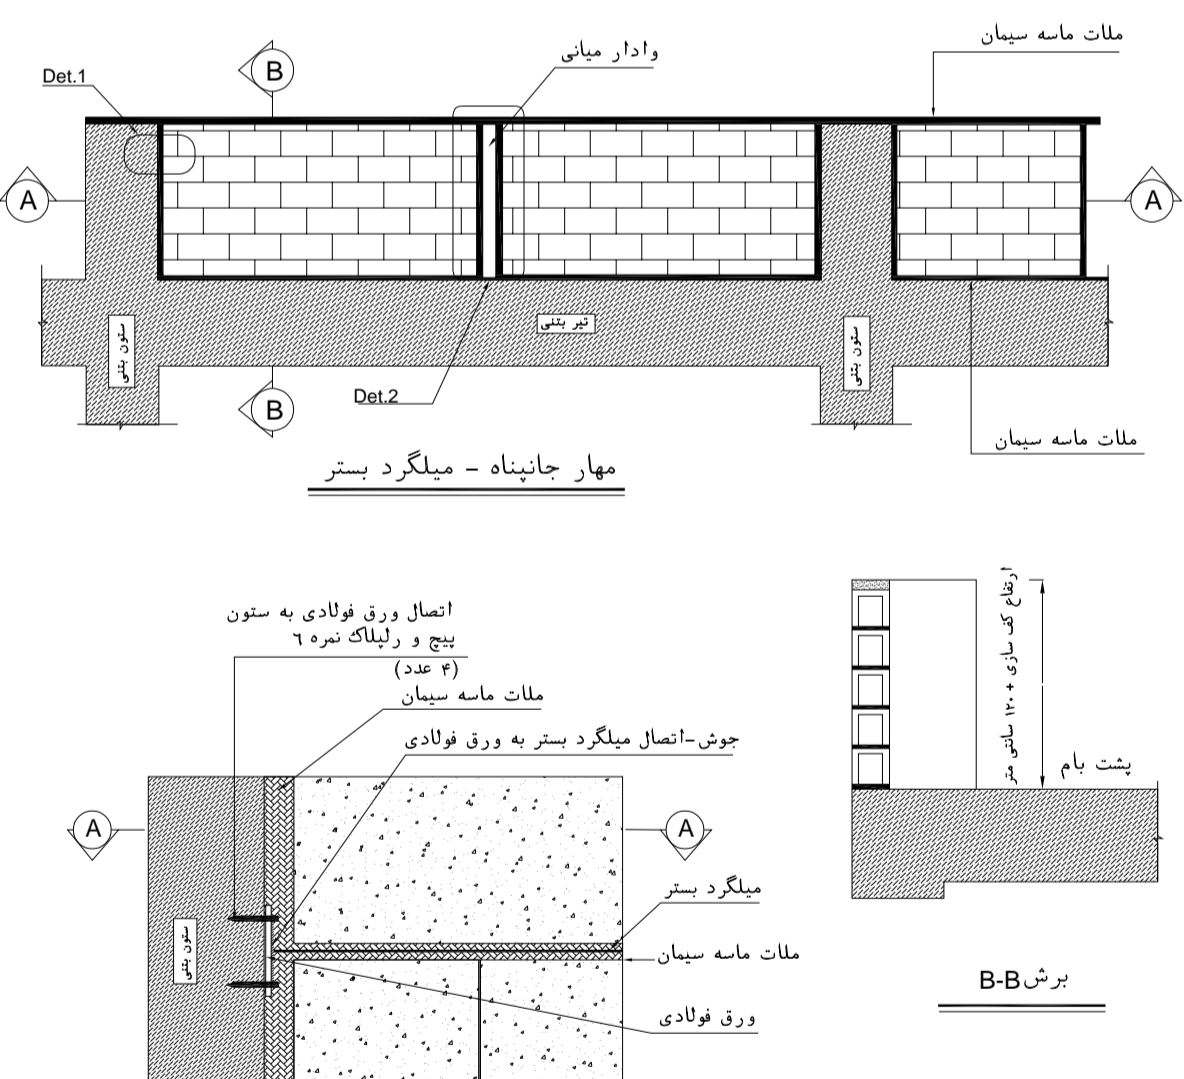 ملات ماسه سیمان
وادار میانی
B
Det.1
A
A
تیر بتنی
ستون بتنی
ستون بتنی
Det.2
B
ملات ماسه سیمان
مهار جانپناه - میلگرد بستر
اتصال ورق فولادی به ستون
پیچ و رلپلاک نمره ٦
(۴ عدد)
ملات ماسه سیمان
جوش-اتصال میلگرد بستر به ورق فولادی
A
A
میلگرد بستر
ستون بتنی
ملات ماسه سیمان
ورق فولادی
ارتفاع کف سازی + ۱۲۰ سانتی متر
پشت بام
برش B-B